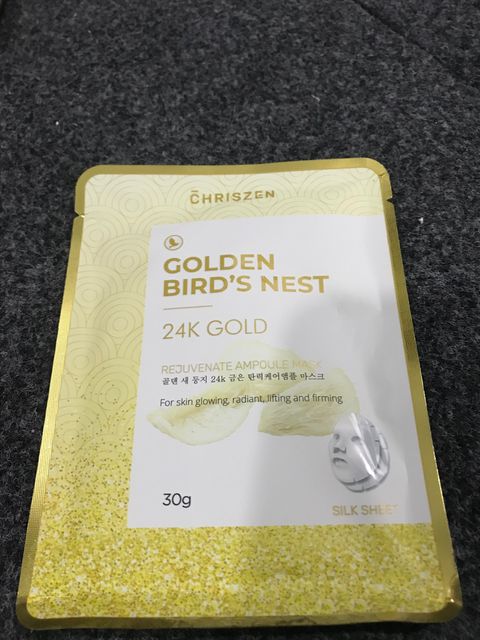 CHRISZEN
GOLDEN
BIRD'S NEST
24K GOLD
REJUVENATE AMPOULE MASK
골덴 새 둥지 24k 금은 탄력케어앰플 마스크
For skin glowing, radiant, lifting and firming
30g
SILK SHEET